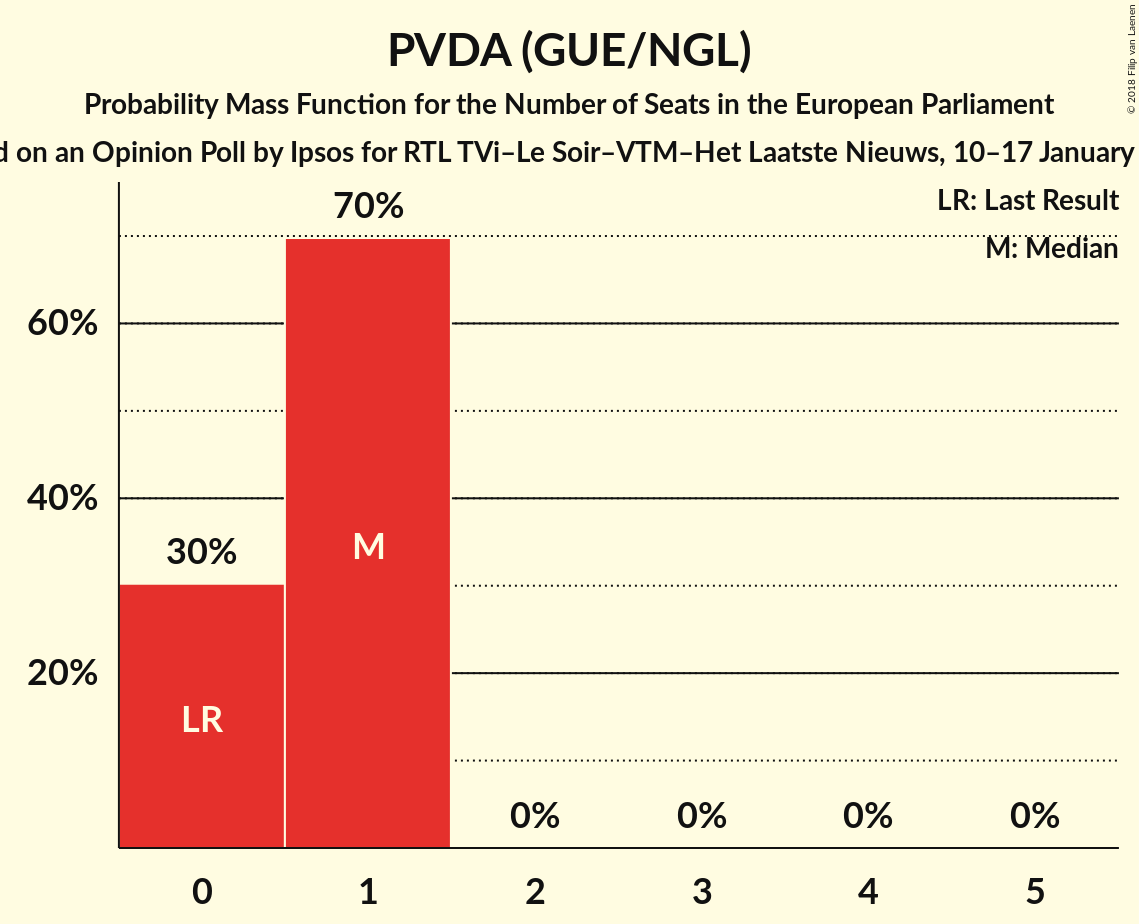 PVDA (GUE/NGL)
Probability Mass Function for the Number of Seats in the European Parliament
on an Opinion Poll by Ipsos for RTL TVi–Le Soir–VTM–Het Laatste Nieuws, 10–17 January
© 2018 Filip van Laenen
LR: Last Result
M: Median
70%
60%
40%
30%
20%
M
LR
0% 0% 0% 0%
0 1 2 3 4 5